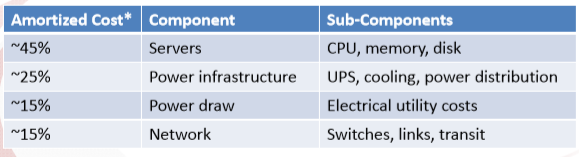 Amortized Cost* Component Sub-Components
~45% Servers CPU, memory, disk
~25% Power infrastructure UPS, cooling, power distribution
~15% Power draw Electrical utility costs
~15% Network Switches, links, transit